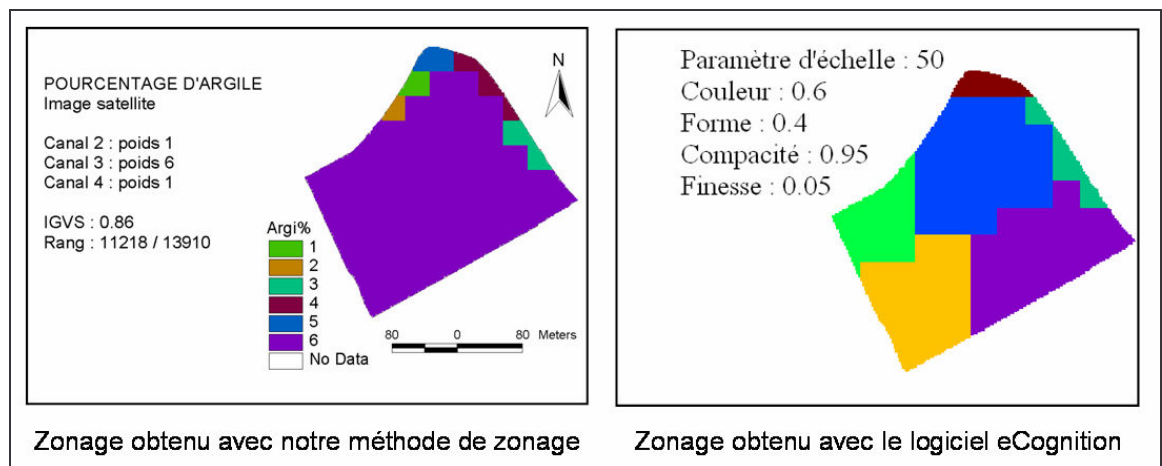 POURCENTAGE D'ARGILE
Image satellite
Canal 2 : poids 1
Canal 3 : poids 6
Canal 4 : poids 1
IGVS : 0.86
Rang : 11218 / 13910
N
Argi%
1
2
3
4
5
6
No Data
80 0 80 Meters
Zonage obtenu avec notre méthode de zonage
Paramètre d'échelle : 50
Couleur : 0.6
Forme : 0.4
Compacité : 0.95
Finesse : 0.05
Zonage obtenu avec le logiciel eCognition